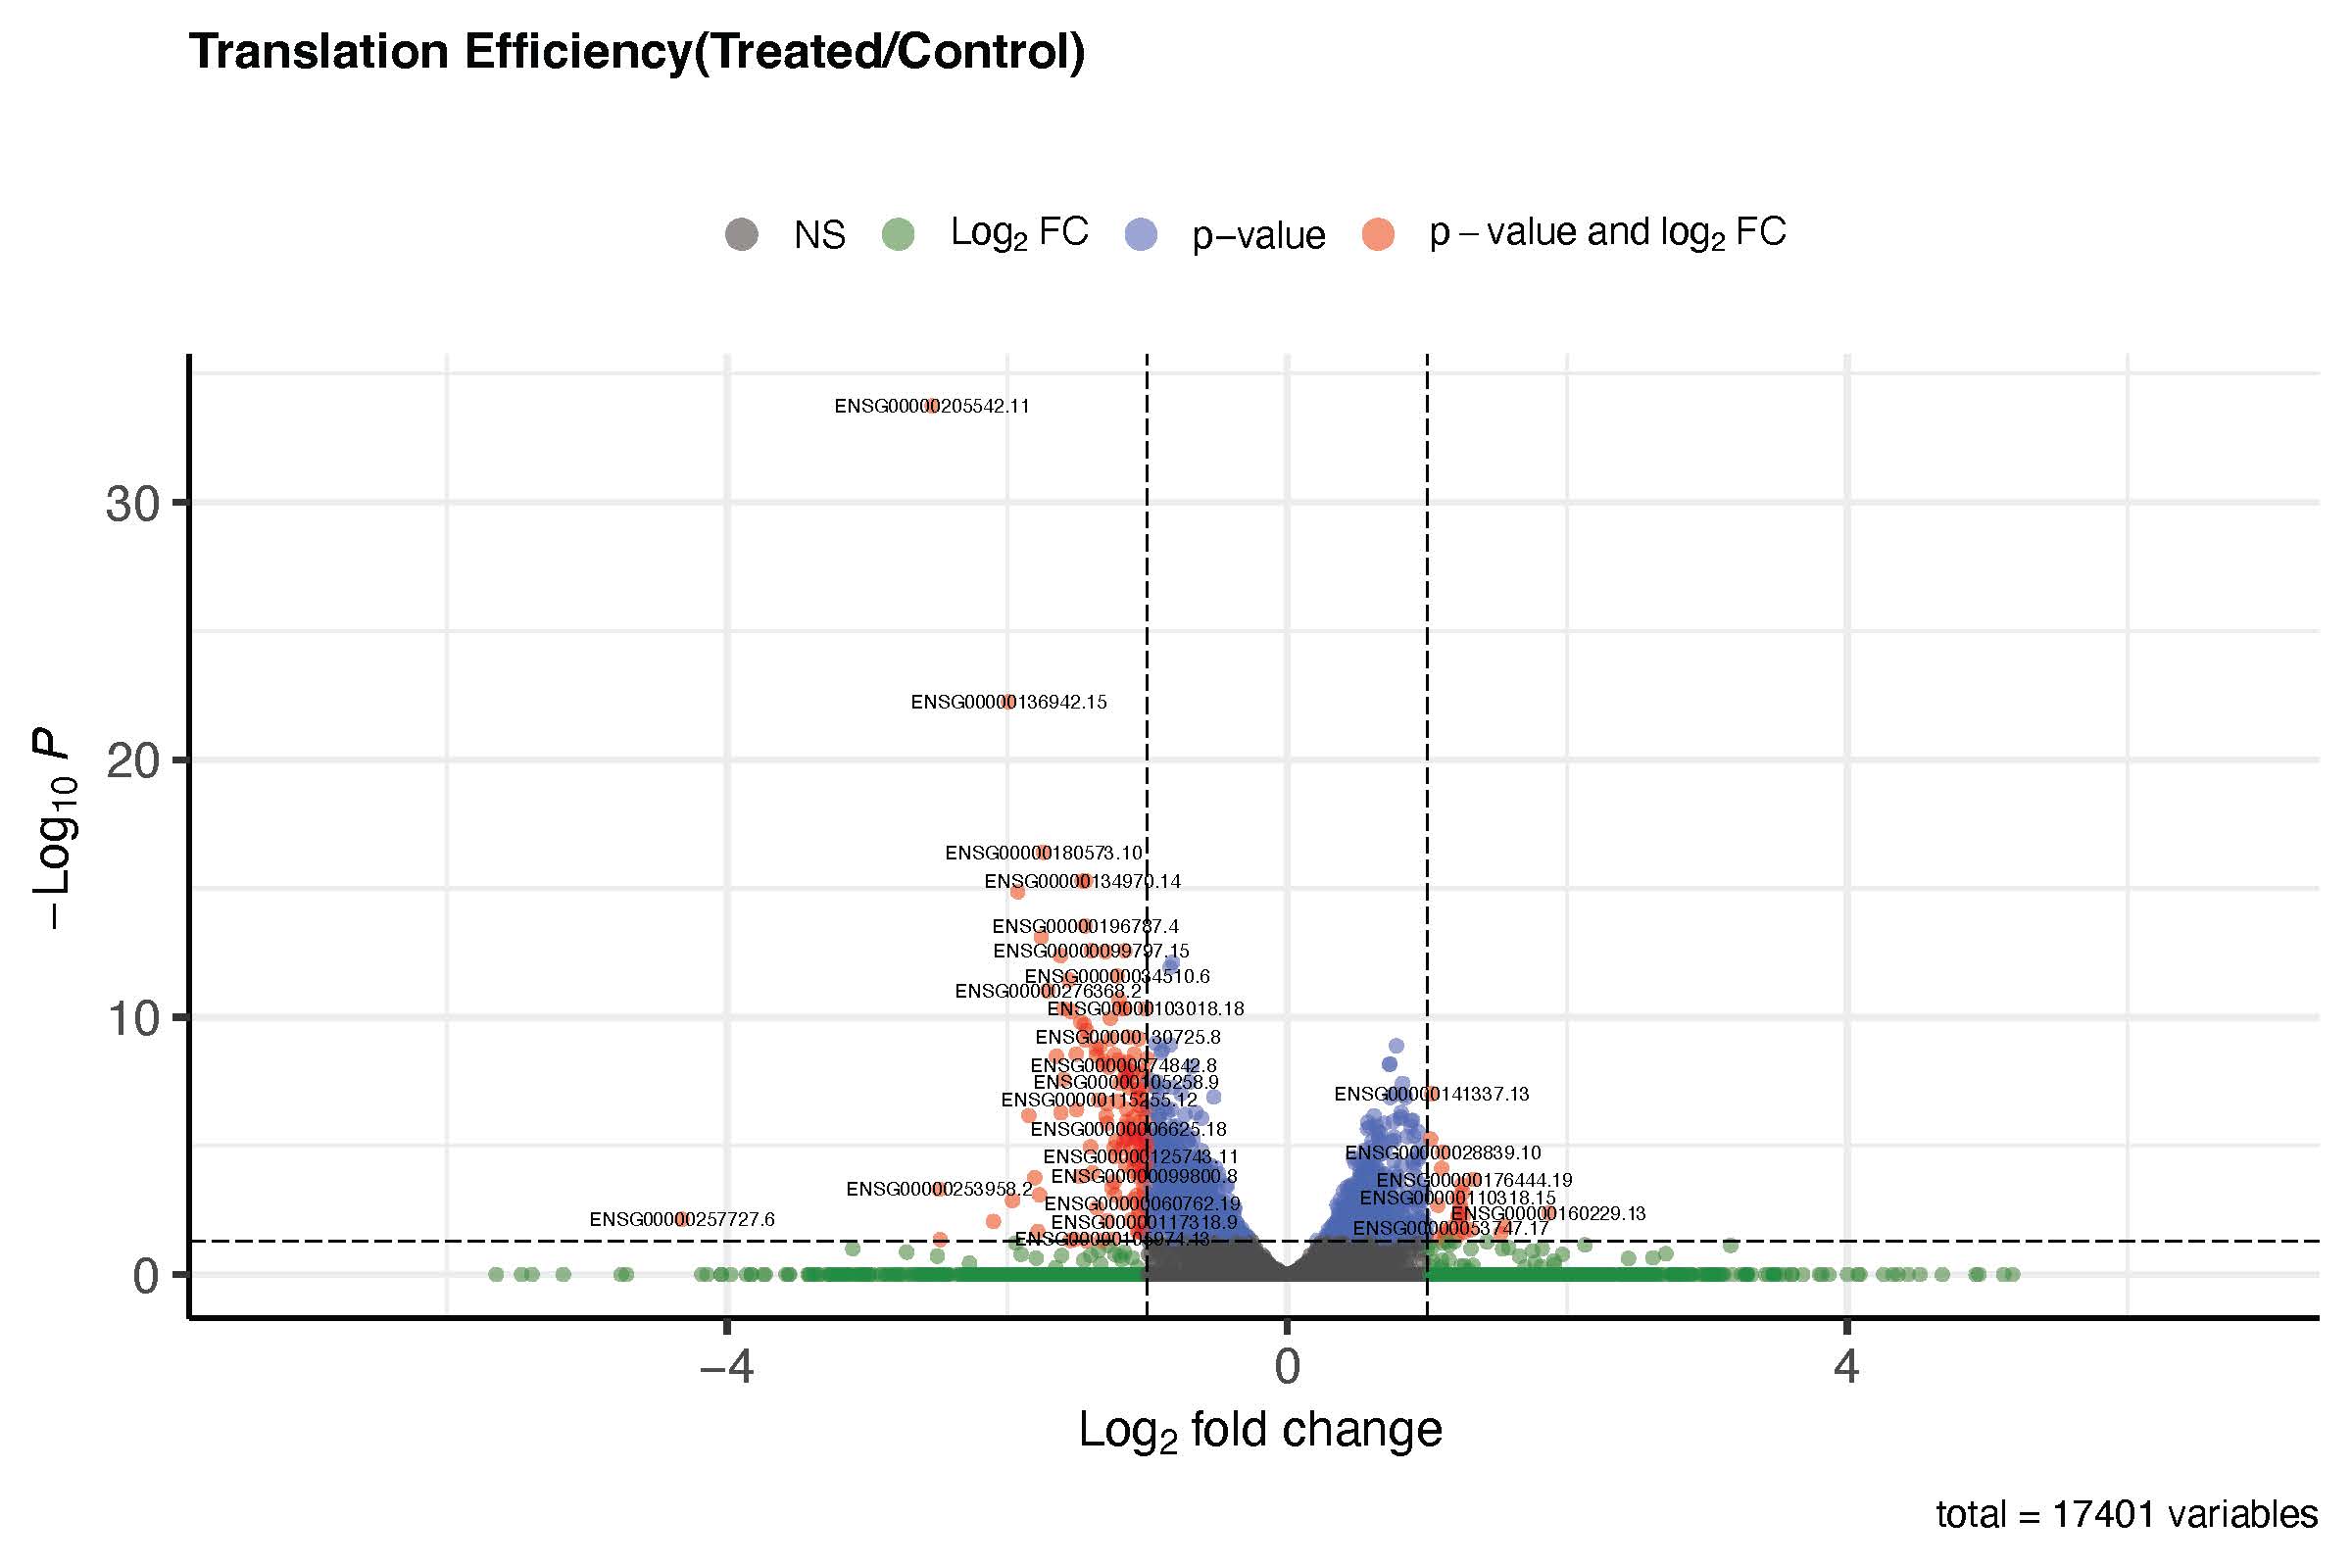 Translation Efficiency(Treated/Control)
NS Log₂ FC p−value p − value and log₂ FC
ENSG00000205542.11
30
ENSG00000136942.15
20
−Log₁₀ P
ENSG00000180573.10
ENSG00000134970.14
ENSG00000196787.4
ENSG00000099797.15
ENSG00000034510.6
ENSG00000276368.2
ENSG00000103018.18
10
ENSG00000130725.8
ENSG00000074842.8
ENSG00000105258.9
ENSG00000141337.13
ENSG00000115255.12
ENSG00000006625.18
ENSG00000028839.10
ENSG00000125743.11
ENSG00000099800.8
ENSG00000176444.19
ENSG00000253958.2
ENSG00000110318.15
ENSG00000060762.19
ENSG00000160229.13
ENSG00000257727.6
ENSG00000117318.9
ENSG00000053747.17
ENSG00000105974.13
0
−4 0 4
Log₂ fold change
total = 17401 variables